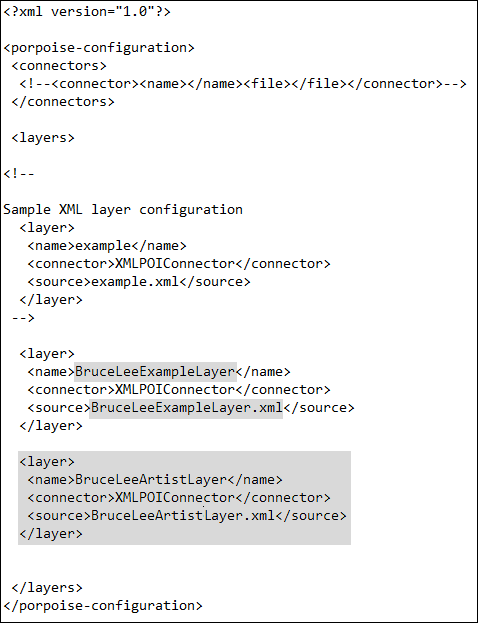 <?xml version="1.0"?>
<porpoise-configuration>
<connectors>
<!--<connector><name></name><file></file></connector>-->
</connectors>
<layers>
<!--
Sample XML layer configuration
<layer>
<name>example</name>
<connector>XMLPOIConnector</connector>
<source>example.xml</source>
</layer>
-->
<layer>
<name>BruceLeeExampleLayer</name>
<connector>XMLPOIConnector</connector>
<source>BruceLeeExampleLayer.xml</source>
</layer>
<layer>
<name>BruceLeeArtistLayer</name>
<connector>XMLPOIConnector</connector>
<source>BruceLeeArtistLayer.xml</source>
</layer>
</layers>
</porpoise-configuration>